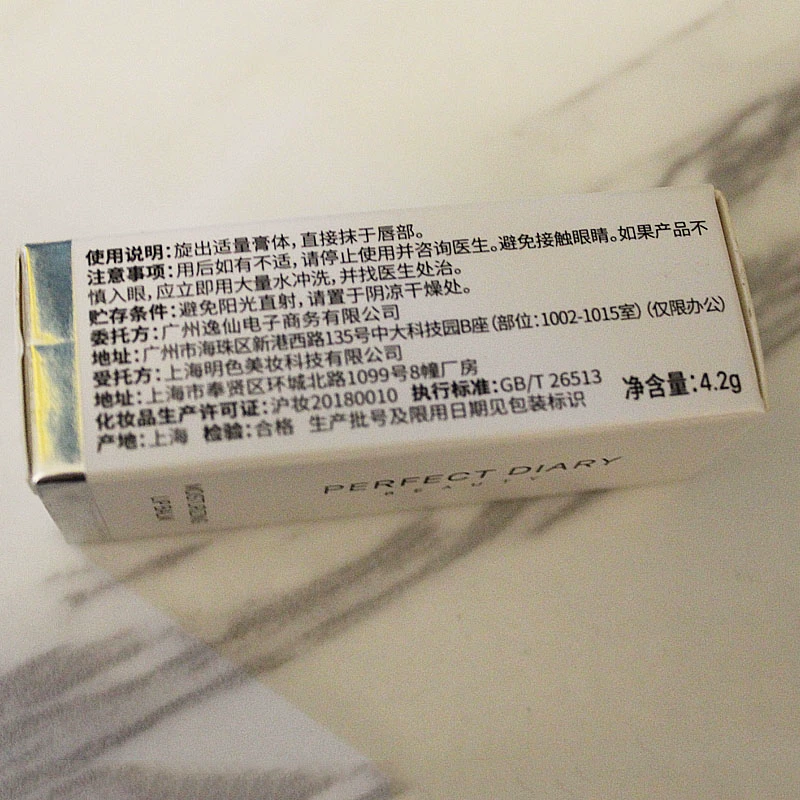 使用说明:旋出适量膏体,直接抹于唇部。
注意事项:用后如有不适,请停止使用并咨询医生。避免接触眼睛。如果产品不
慎入眼,应立即用大量水冲洗,并找医生处治。
贮存条件:避免阳光直射,请置于阴凉干燥处。
委托方:广州逸仙电子商务有限公司
地址:广州市海珠区新港西路135号中大科技园B座(部位:1002-1015室)(仅限办公)
受托方:上海明色美妆科技有限公司
地址:上海市奉贤区环城北路1099号8幢厂房
化妆品生产许可证:沪妆20180010 执行标准:GB/T 26513
产地:上海 检验:合格 生产批号及限用日期见包装标识
净含量:4.2g
PERFECT DIARY
BEAUTY
MOISTURIZING
LIP BALM